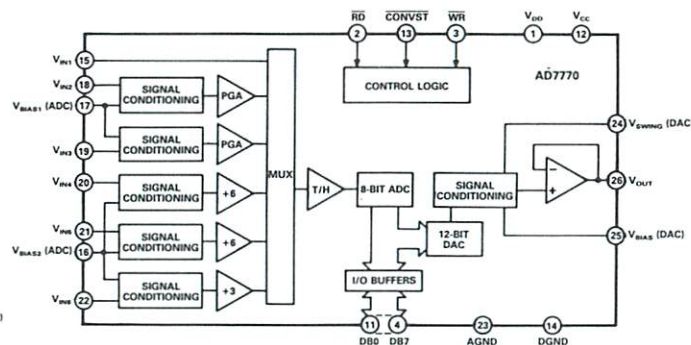 RD CONVST WR VDD VCC
2 13 3 1 12
VIN1 15
AD7770
VIN2 18
SIGNAL CONDITIONING
PGA
CONTROL LOGIC
VBIAS1 (ADC) 17
24 VSWING (DAC
VIN3 19
SIGNAL CONDITIONING
PGA
MUX
VIN4 20
SIGNAL CONDITIONING
+6
T/H
8-BIT ADC
SIGNAL CONDITIONING
−
+
26 VOUT
VIN5 21
SIGNAL CONDITIONING
+6
12-BIT DAC
25 VBIAS (DAC)
VBIAS2 (ADC) 16
I/O BUFFERS
VIN6 22
SIGNAL CONDITIONING
+3
11 4 23 14
DB0 DB7 AGND DGND